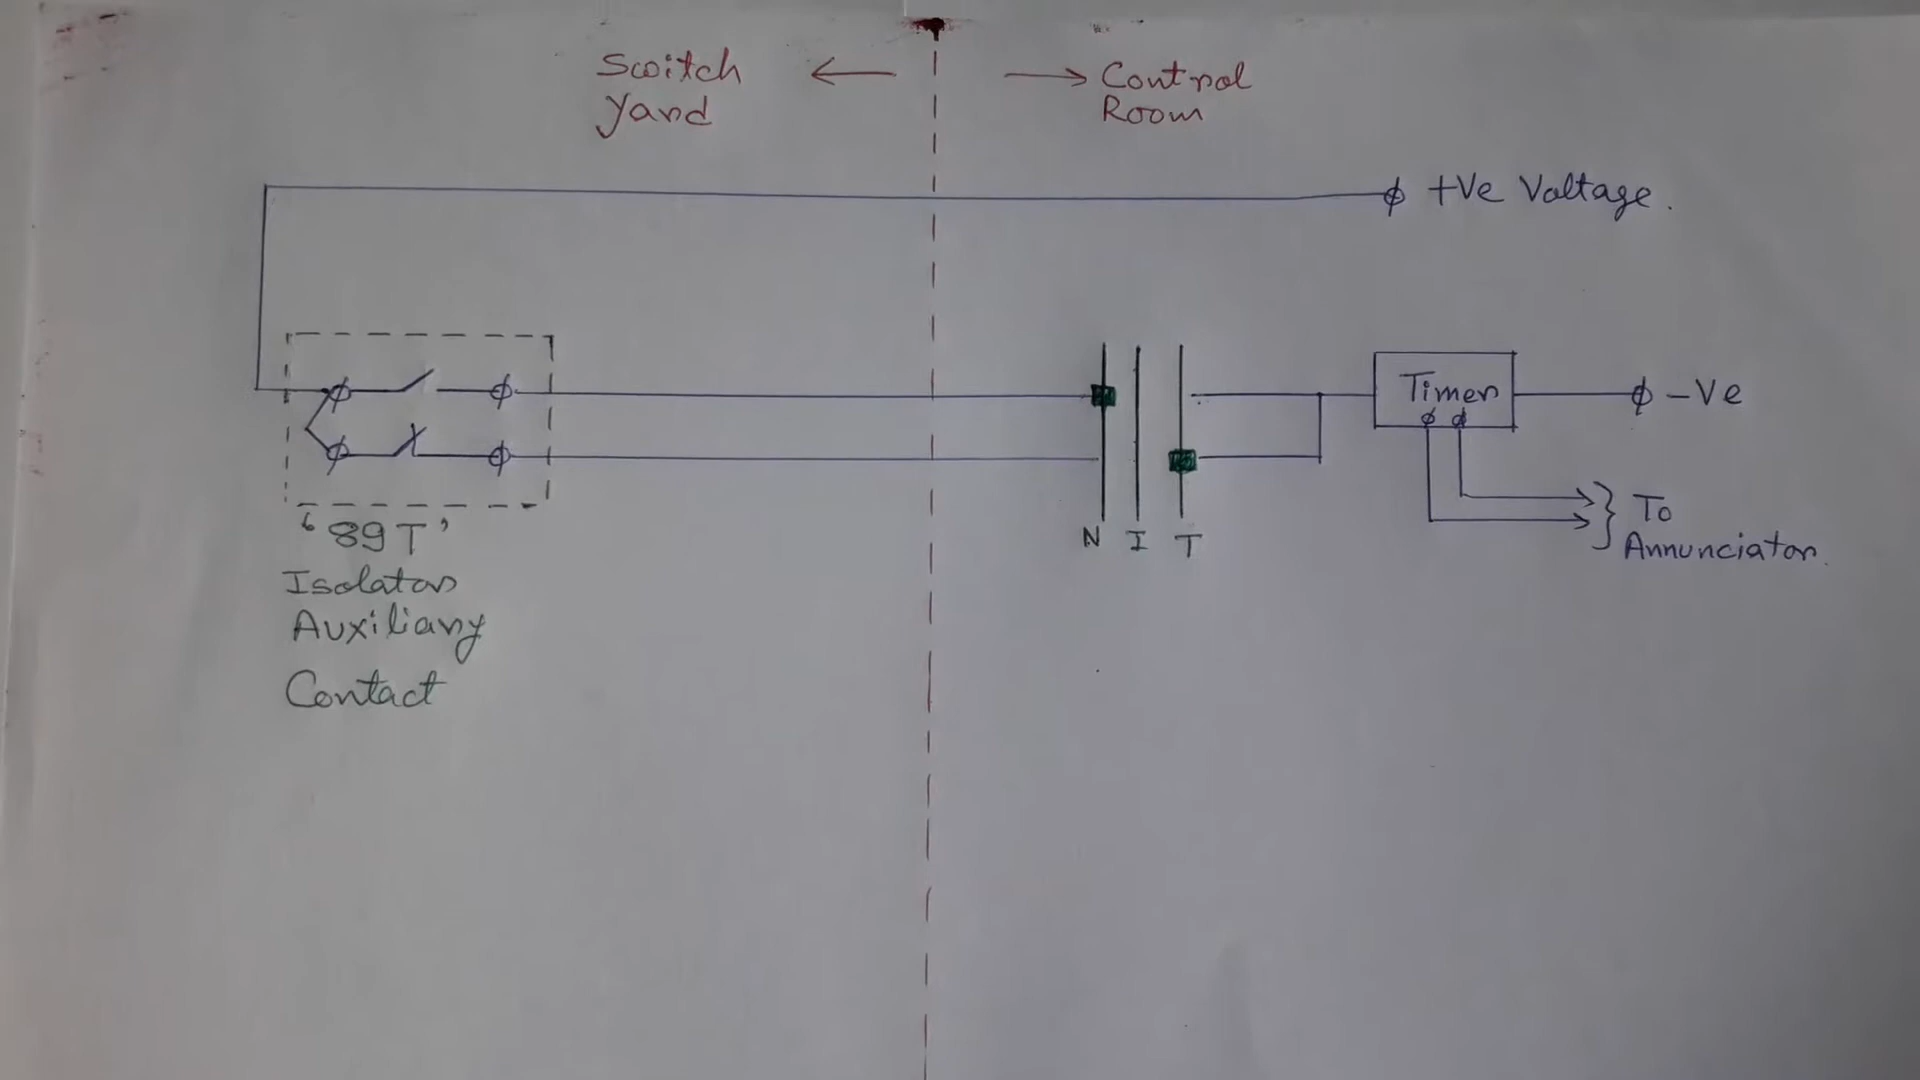 Switch
Yard
Control
Room
+Ve Voltage.
Timer
-Ve
'89T'
Isolator
Auxiliary
Contact
N I T
To
Annunciator.